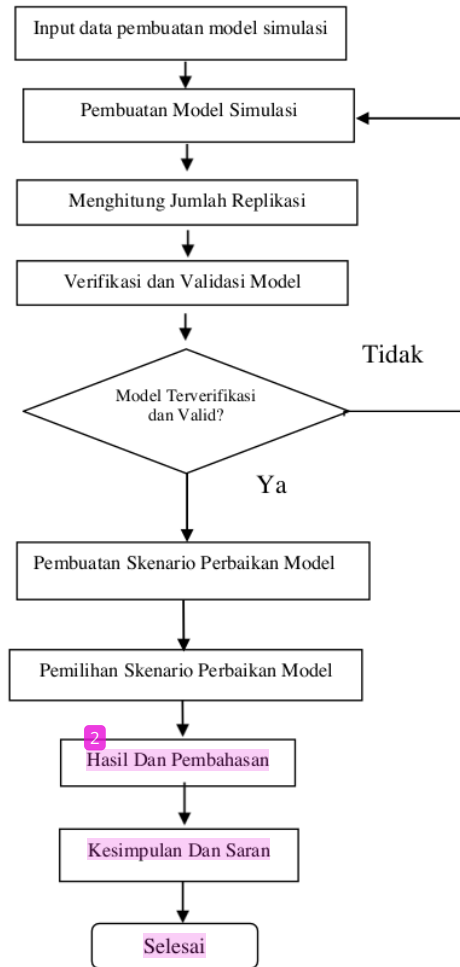 Input data pembuatan model simulasi
Pembuatan Model Simulasi
Menghitung Jumlah Replikasi
Verifikasi dan Validasi Model
Tidak
Model Terverifikasi
dan Valid?
Ya
Pembuatan Skenario Perbaikan Model
Pemilihan Skenario Perbaikan Model
2
Hasil Dan Pembahasan
Kesimpulan Dan Saran
Selesai